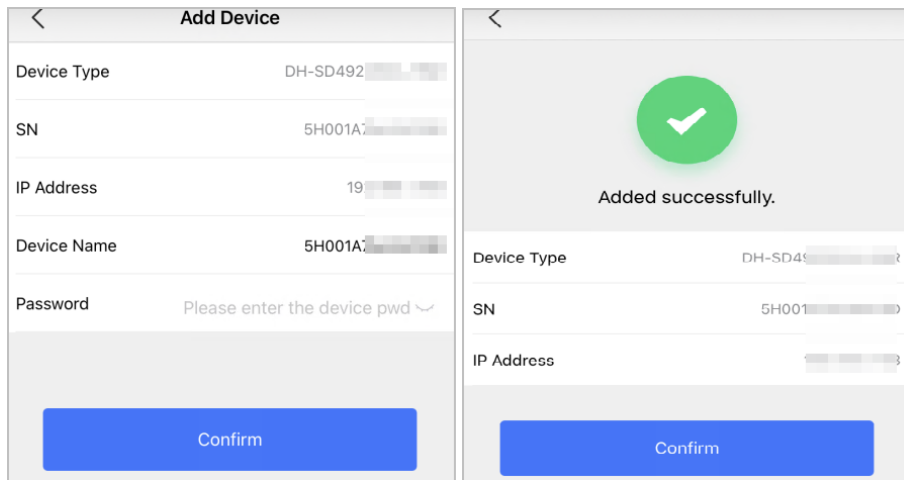 Add Device
Device Type DH-SD492
SN 5H001A7
IP Address 19
Device Name 5H001A7
Password Please enter the device pwd
Confirm
Added successfully.
Device Type DH-SD49
SN 5H001
IP Address
Confirm